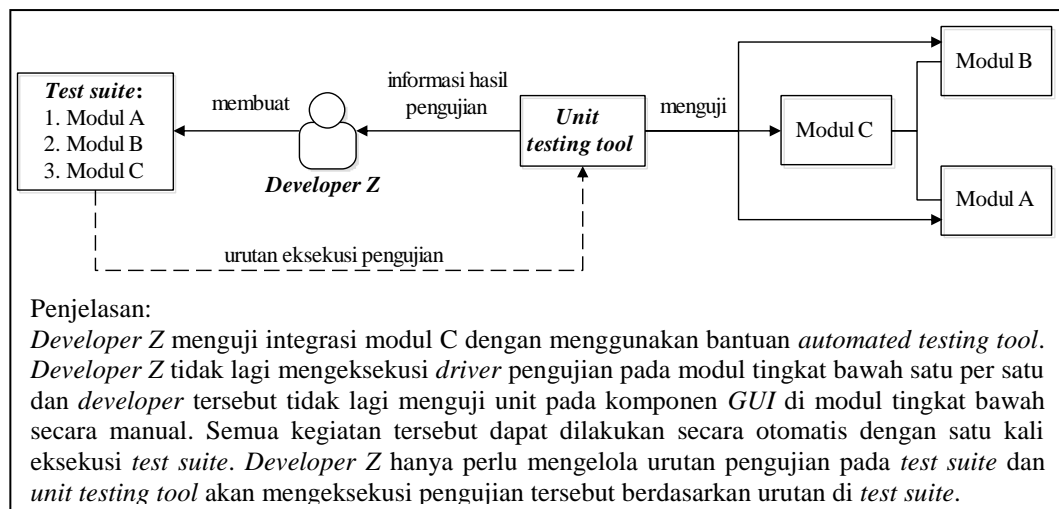 Test suite:
1. Modul A
2. Modul B
3. Modul C
membuat
Developer Z
informasi hasil
pengujian
Unit
testing tool
menguji
Modul B
Modul C
Modul A
urutan eksekusi pengujian
Penjelasan:
Developer Z menguji integrasi modul C dengan menggunakan bantuan automated testing tool.
Developer Z tidak lagi mengeksekusi driver pengujian pada modul tingkat bawah satu per satu
dan developer tersebut tidak lagi menguji unit pada komponen GUI di modul tingkat bawah
secara manual. Semua kegiatan tersebut dapat dilakukan secara otomatis dengan satu kali
eksekusi test suite. Developer Z hanya perlu mengelola urutan pengujian pada test suite dan
unit testing tool akan mengeksekusi pengujian tersebut berdasarkan urutan di test suite.